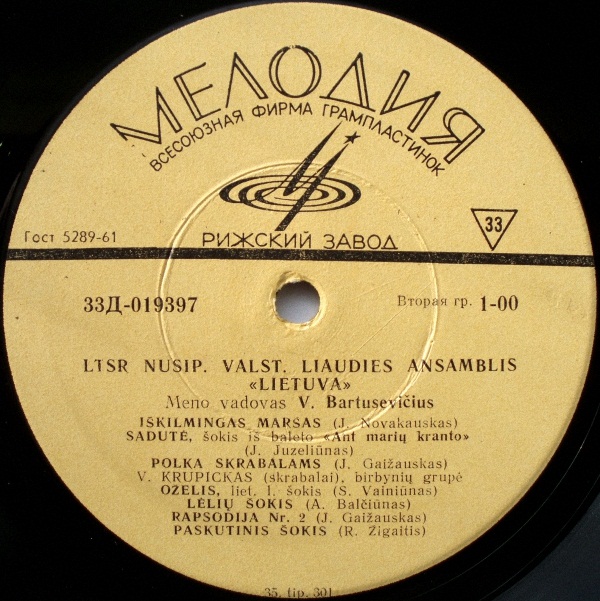 МЕЛОДИЯ
ВСЕСОЮЗНАЯ ФИРМА ГРАМПЛАСТИНОК
Гост 5289-61
РИЖСКИЙ ЗАВОД
33
33Д-019397
Вторая гр. 1-00
LTSR NUSIP. VALST. LIAUDIES ANSAMBLIS
«LIETUVA»
Meno vadovas V. Bartusevičius
IŠKILMINGAS MARŠAS (J. Novakauskas)
SADUTĖ, šokis iš baleto «Ant marių kranto»
(J. Juzeliūnas)
POLKA SKRABALAMS (J. Gaižauskas)
V. KRUPICKAS (skrabalai), birbynių grupė
OŽELIS, liet. l. šokis (S. Vainiūnas)
LĖLIŲ ŠOKIS (A. Balčiūnas)
RAPSODIJA Nr. 2 (J. Gaižauskas)
PASKUTINIS ŠOKIS (R. Žigaitis)
35. tip. 301